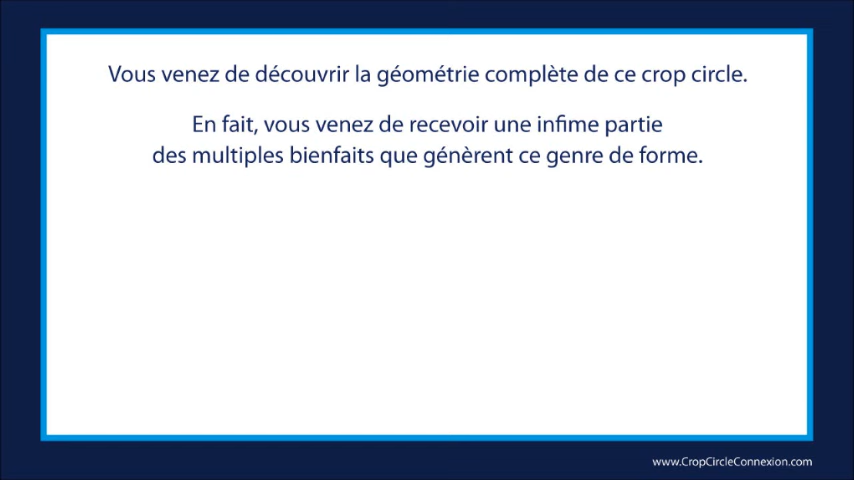 Vous venez de découvrir la géométrie complète de ce crop circle.
En fait, vous venez de recevoir une infime partie
des multiples bienfaits que génèrent ce genre de forme.
www.CropCircleConnexion.com